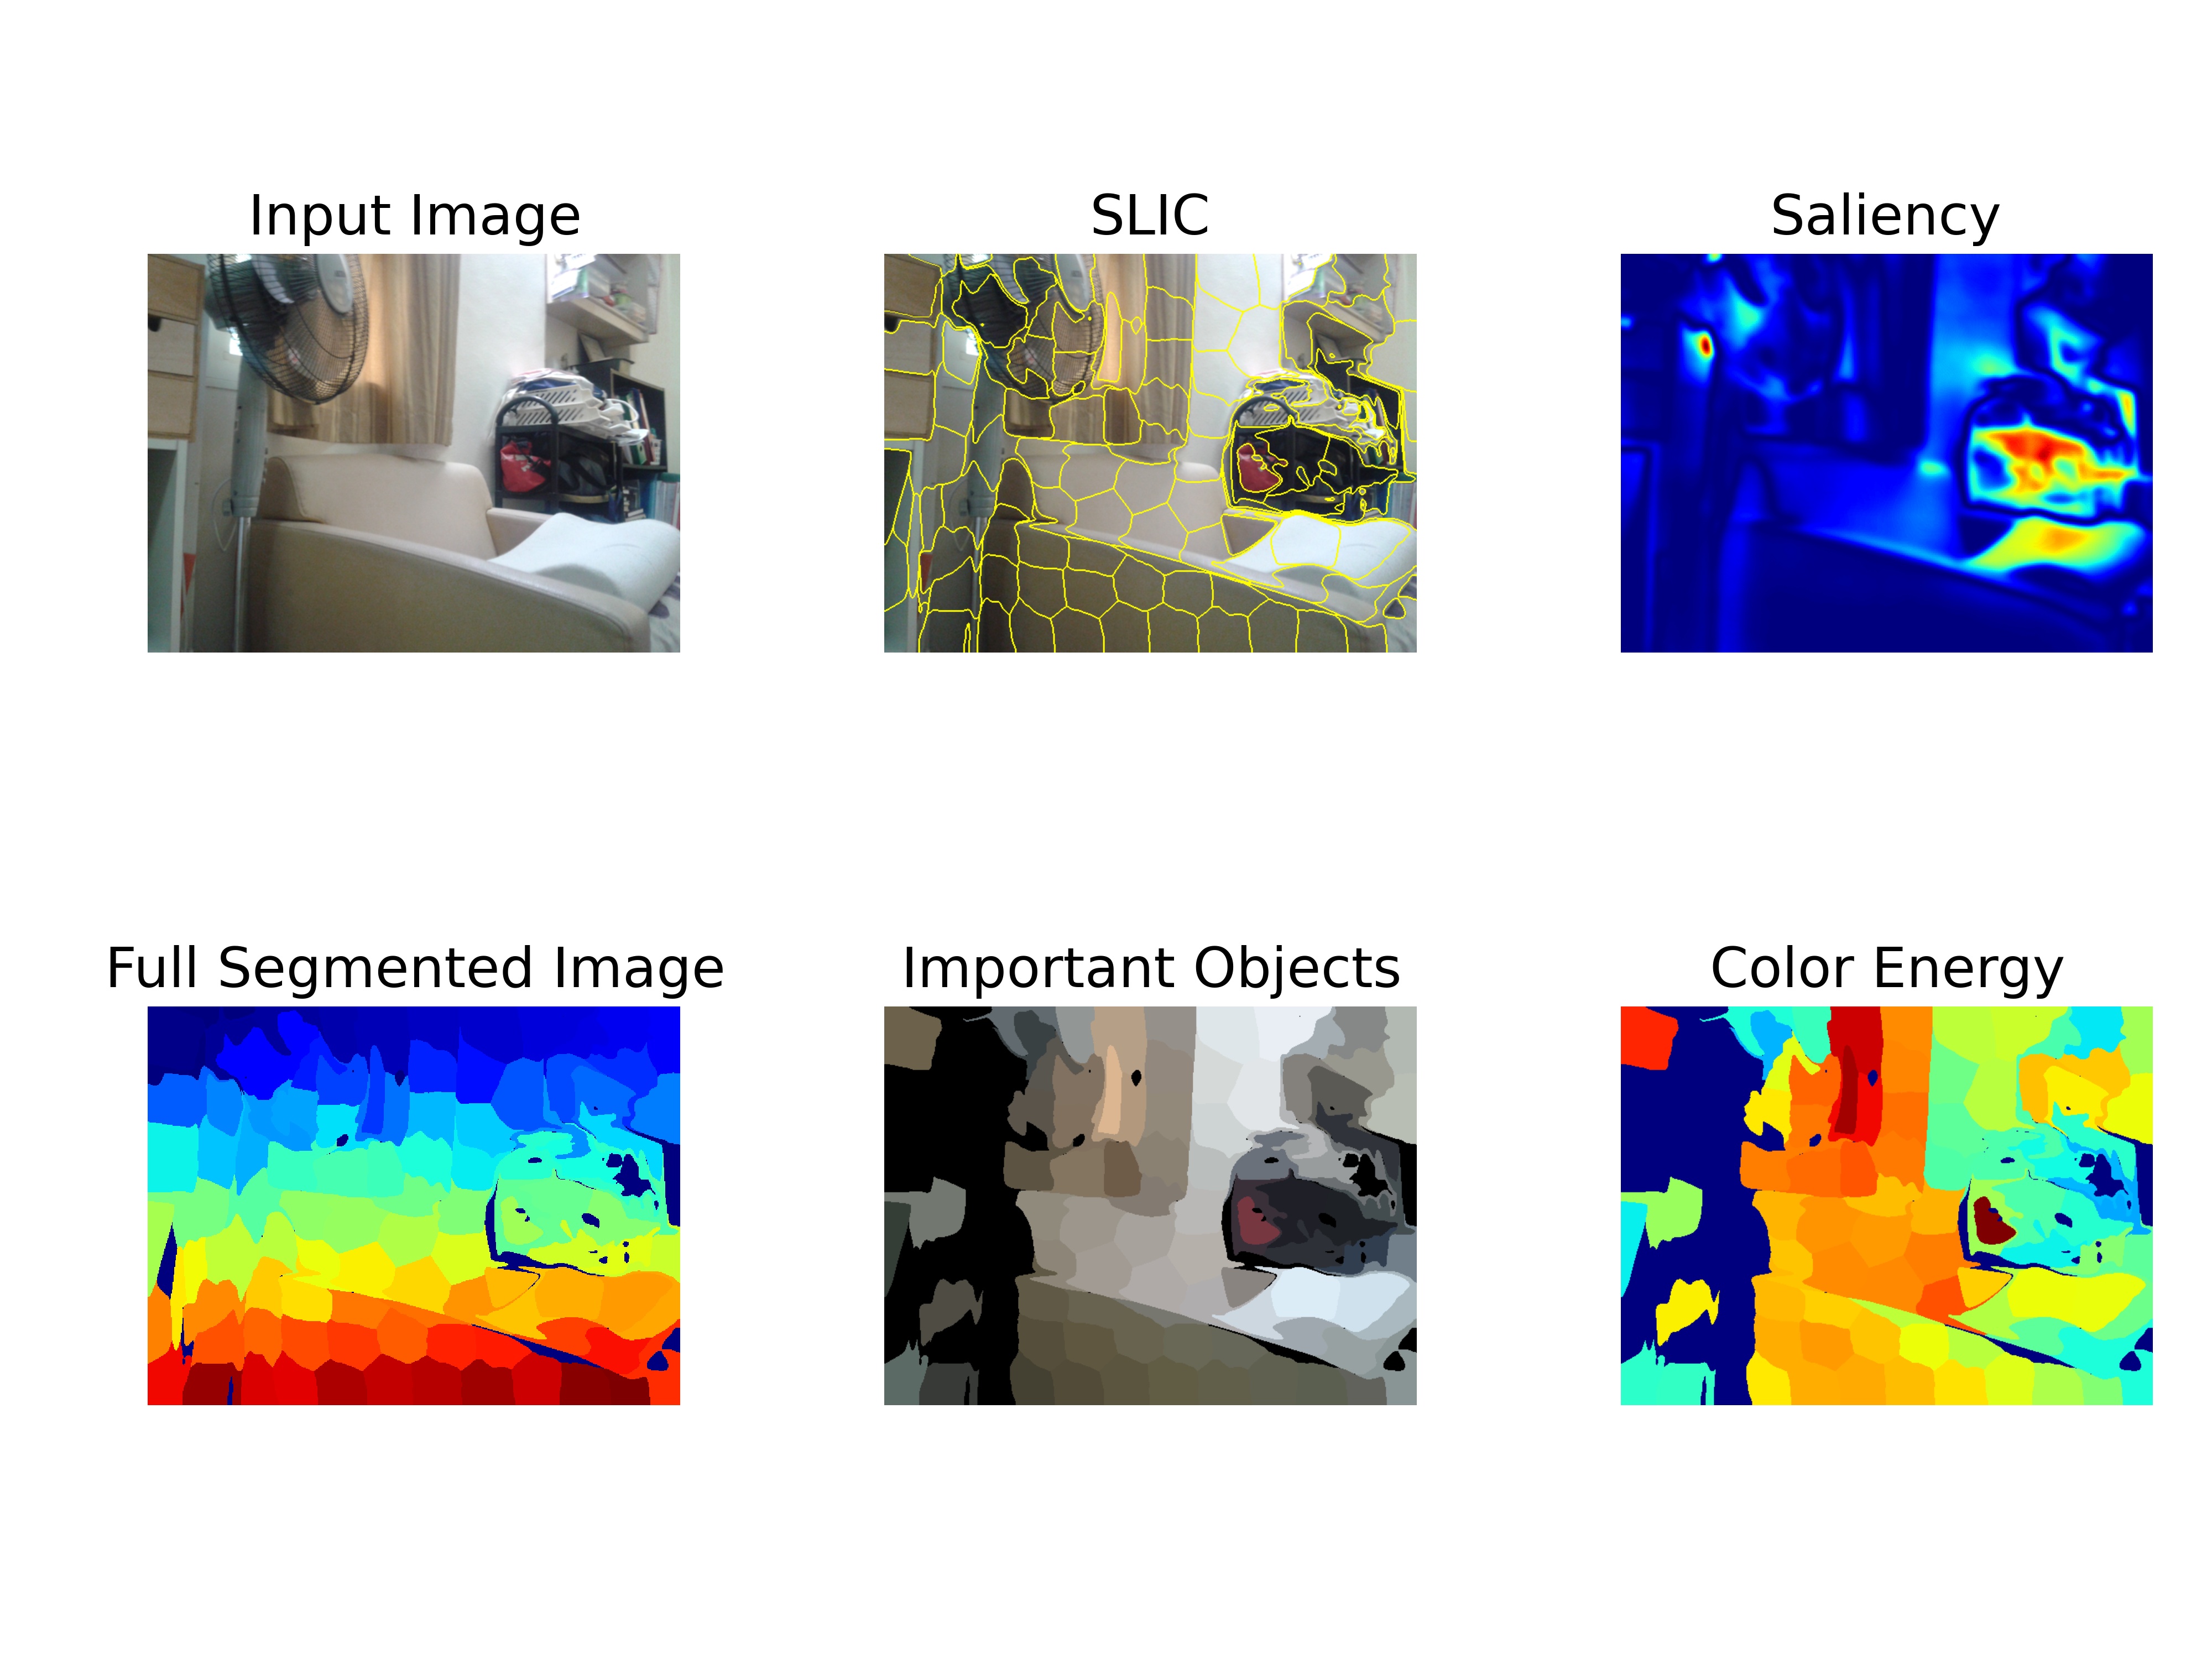 Input Image
SLIC
Saliency
Full Segmented Image
Important Objects
Color Energy